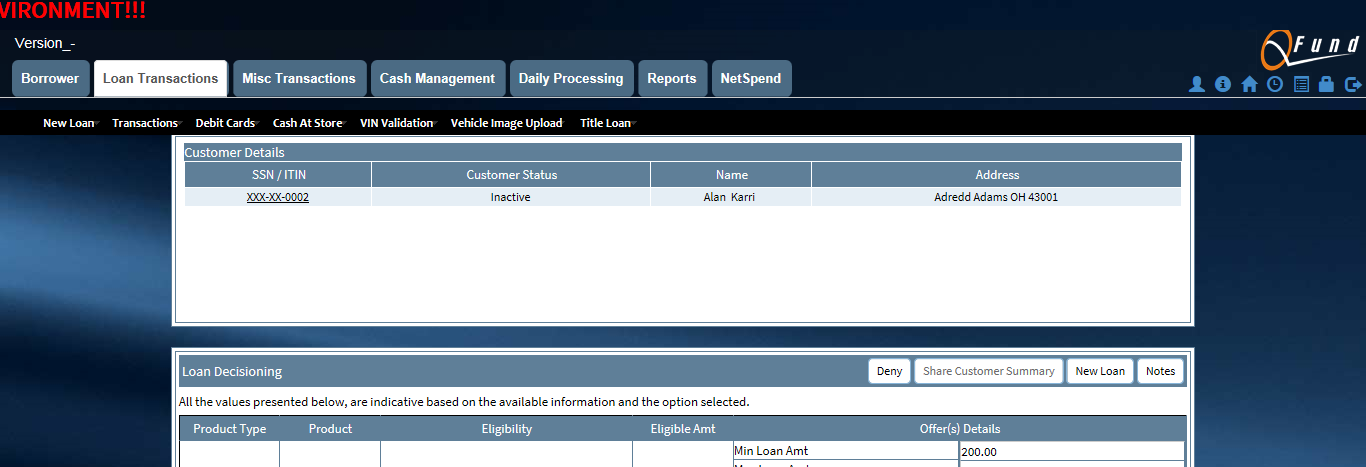 VIRONMENT!!!
Version_-
QFund
Borrower Loan Transactions Misc Transactions Cash Management Daily Processing Reports NetSpend
New Loan Transactions Debit Cards Cash At Store VIN Validation Vehicle Image Upload Title Loan
Customer Details
SSN / ITIN Customer Status Name Address
XXX-XX-0002 Inactive Alan Karri Adredd Adams OH 43001
Loan Decisioning Deny Share Customer Summary New Loan Notes
All the values presented below, are indicative based on the available information and the option selected.
Product Type Product Eligibility Eligible Amt Offer(s) Details
Min Loan Amt 200.00